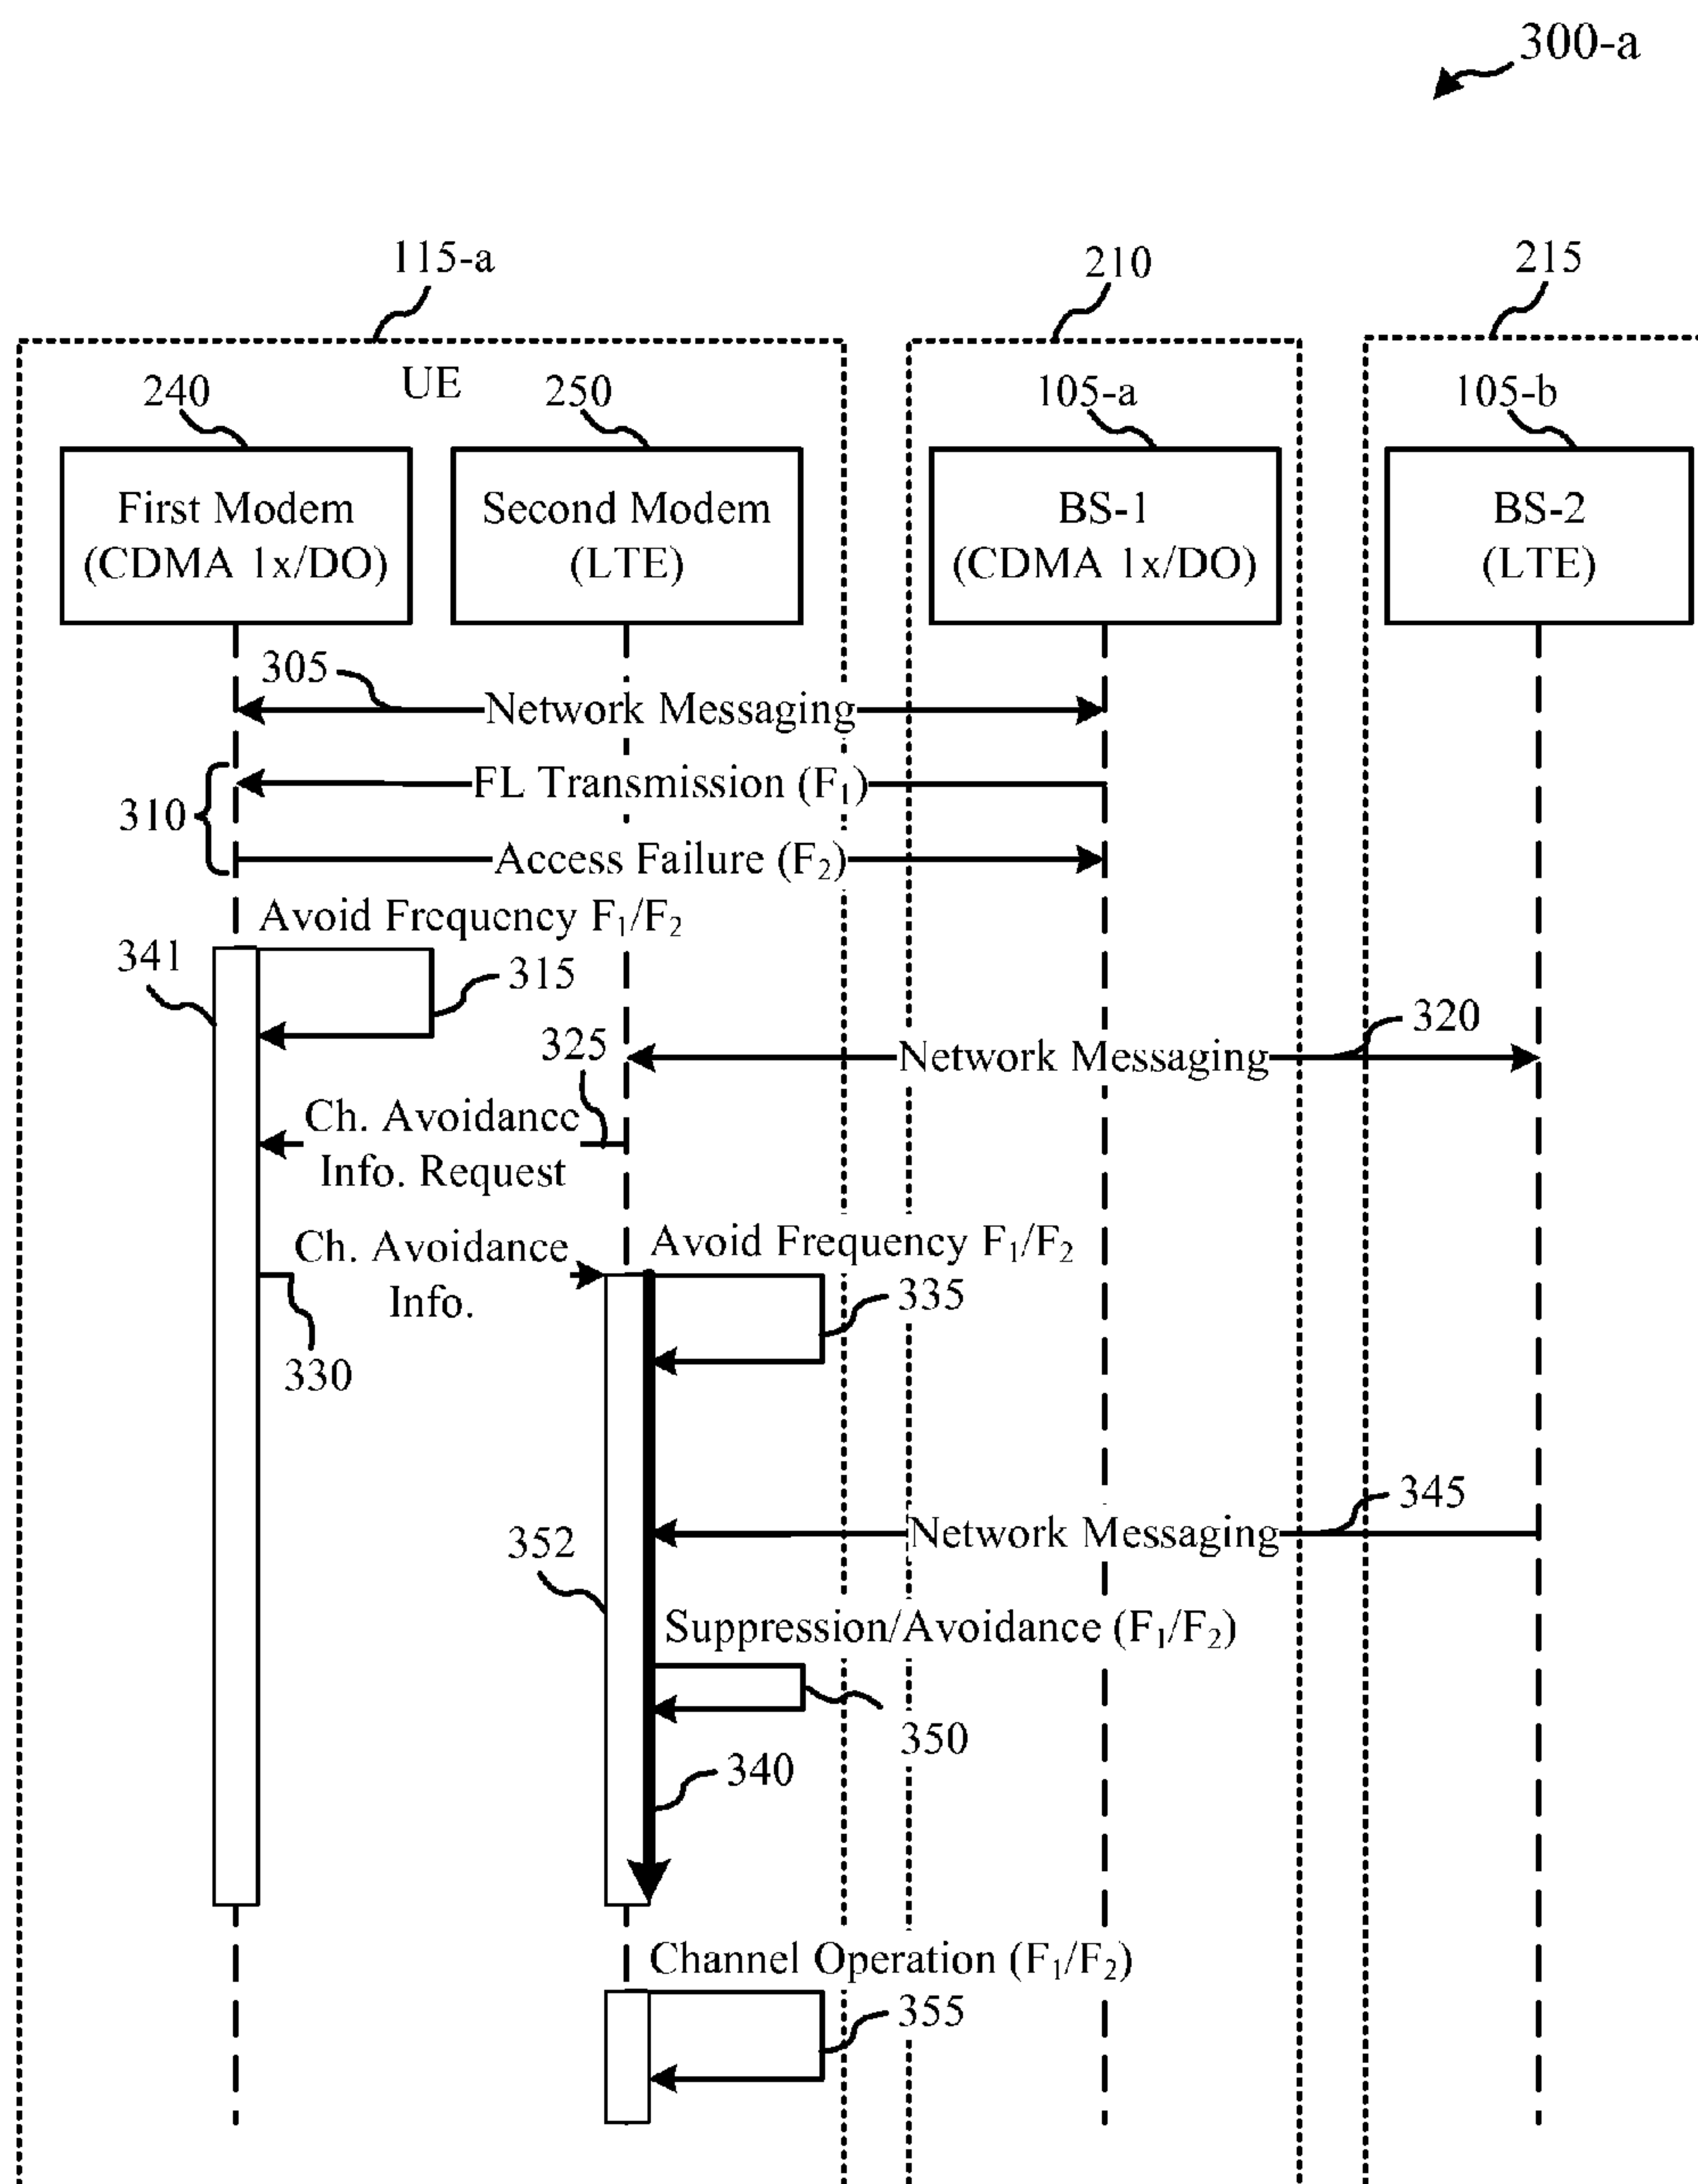 300-a
115-a
210
215
UE
240
250
105-a
105-b
First Modem
(CDMA 1x/DO)
Second Modem
(LTE)
BS-1
(CDMA 1x/DO)
BS-2
(LTE)
305
Network Messaging
FL Transmission (F₁)
310
Access Failure (F₂)
Avoid Frequency F₁/F₂
341
315
320
325
Network Messaging
Ch. Avoidance
Info. Request
Ch. Avoidance
Info.
Avoid Frequency F₁/F₂
335
330
345
Network Messaging
352
Suppression/Avoidance (F₁/F₂)
350
340
Channel Operation (F₁/F₂)
355